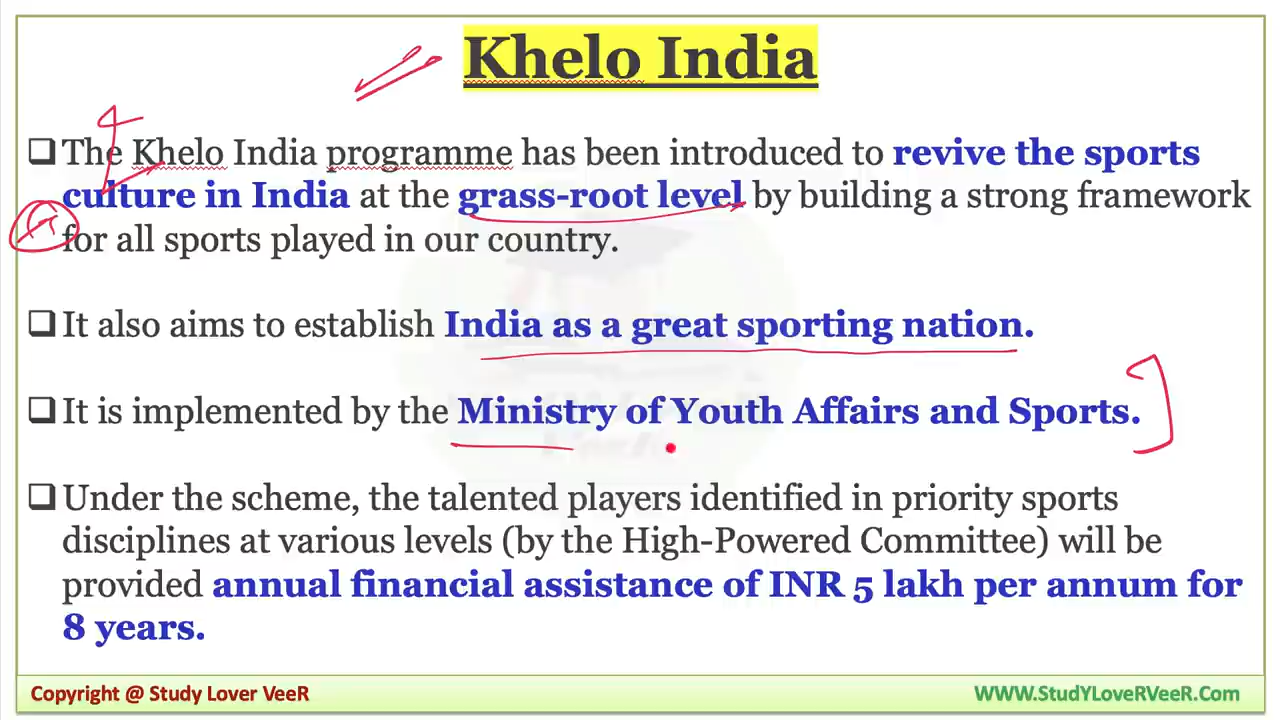 Khelo India
❑ The Khelo India programme has been introduced to revive the sports
culture in India at the grass-root level by building a strong framework
for all sports played in our country.
❑ It also aims to establish India as a great sporting nation.
❑ It is implemented by the Ministry of Youth Affairs and Sports.
❑ Under the scheme, the talented players identified in priority sports
disciplines at various levels (by the High-Powered Committee) will be
provided annual financial assistance of INR 5 lakh per annum for
8 years.
Copyright @ Study Lover VeeR
WWW.StudYLoveRVeeR.Com